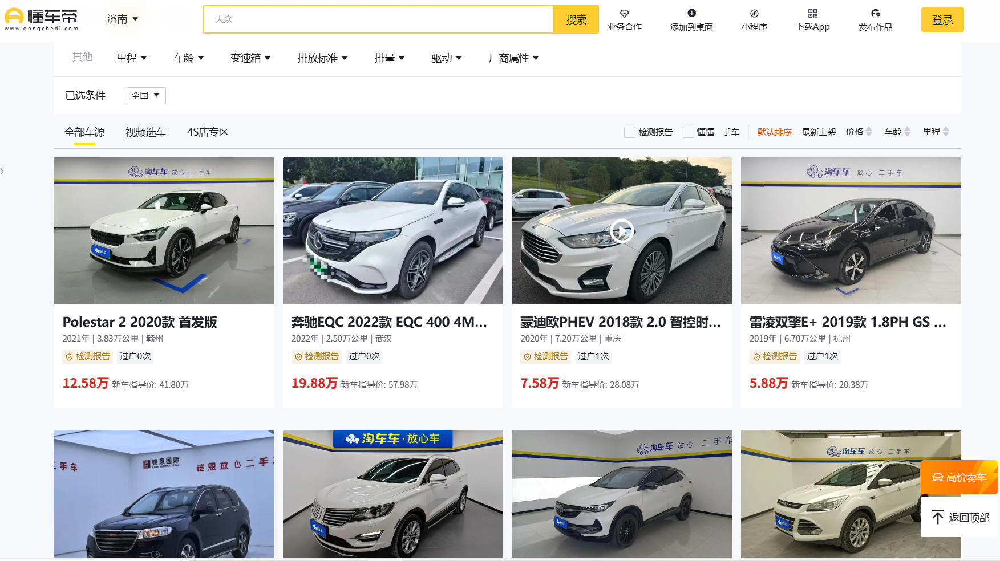 懂车帝
www.dongchedi.com
济南
大众
搜索
业务合作
添加到桌面
小程序
下载App
发布作品
登录
其他
里程
车龄
变速箱
排放标准
排量
驱动
厂商属性
已选条件
全国
全部车源
视频选车
4S店专区
检测报告
懂懂二手车
默认排序
最新上架
价格
车龄
里程
淘车车 放心·二手车
淘车车 放心·二手车
Polestar 2 2020款 首发版
2021年 | 3.83万公里 | 赣州
检测报告 过户0次
12.58万 新车指导价: 41.80万
奔驰EQC 2022款 EQC 400 4M...
2022年 | 2.50万公里 | 武汉
检测报告 过户0次
19.88万 新车指导价: 57.98万
蒙迪欧PHEV 2018款 2.0 智控时...
2020年 | 7.20万公里 | 重庆
检测报告 过户1次
7.58万 新车指导价: 28.08万
雷凌双擎E+ 2019款 1.8PH GS ...
2019年 | 6.70万公里 | 杭州
检测报告 过户1次
5.88万 新车指导价: 20.38万
二手车
铠恩国际
KAIEN INTERNATIONAL
铠恩放心二手
淘车车·放心车
淘车车 放心·二手车
淘车车 放心·二手车
高价卖车
返回顶部